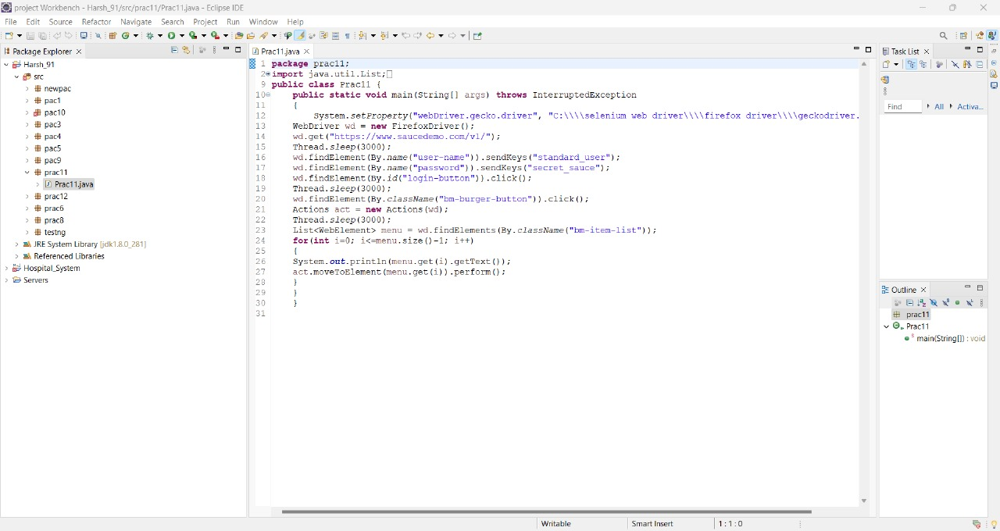 project Workbench - Harsh_91/src/prac11/Prac11.java - Eclipse IDE
File Edit Source Refactor Navigate Search Project Run Window Help
Package Explorer
Harsh_91
src
newpac
pac1
pac10
pac3
pac4
pac5
pac9
prac11
Prac11.java
prac12
prac6
prac8
testng
JRE System Library [jdk1.8.0_281]
Referenced Libraries
Hospital_System
Servers
Prac11.java
1 package prac11;
2 import java.util.List;
9 public class Prac11 {
10 public static void main(String[] args) throws InterruptedException
11 {
12 System.setProperty("webDriver.gecko.driver", "C:\\\\selenium web driver\\\\firefox driver\\\\geckodriver.
13 WebDriver wd = new FirefoxDriver();
14 wd.get("https://www.saucedemo.com/v1/");
15 Thread.sleep(3000);
16 wd.findElement(By.name("user-name")).sendKeys("standard_user");
17 wd.findElement(By.name("password")).sendKeys("secret_sauce");
18 wd.findElement(By.id("login-button")).click();
19 Thread.sleep(3000);
20 wd.findElement(By.className("bm-burger-button")).click();
21 Actions act = new Actions(wd);
22 Thread.sleep(3000);
23 List<WebElement> menu = wd.findElements(By.className("bm-item-list"));
24 for(int i=0; i<=menu.size()-1; i++)
25 {
26 System.out.println(menu.get(i).getText());
27 act.moveToElement(menu.get(i)).perform();
28 }
29 }
30 }
31
Task List
Find All Activa...
Outline
prac11
Prac11
main(String[]) : void
Writable Smart Insert 1 : 1 : 0